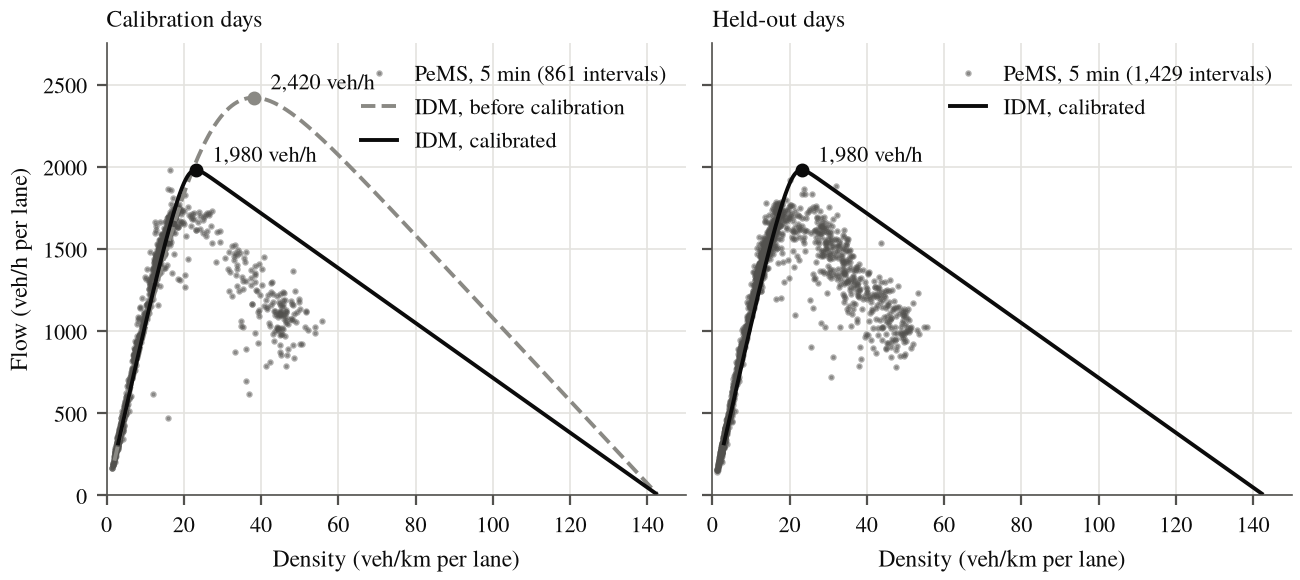 Calibration days
Held-out days
2,420 veh/h
PeMS, 5 min (861 intervals)
IDM, before calibration
IDM, calibrated
1,980 veh/h
PeMS, 5 min (1,429 intervals)
IDM, calibrated
1,980 veh/h
Flow (veh/h per lane)
2500
2000
1500
1000
500
0
0 20 40 60 80 100 120 140
Density (veh/km per lane)
0 20 40 60 80 100 120 140
Density (veh/km per lane)